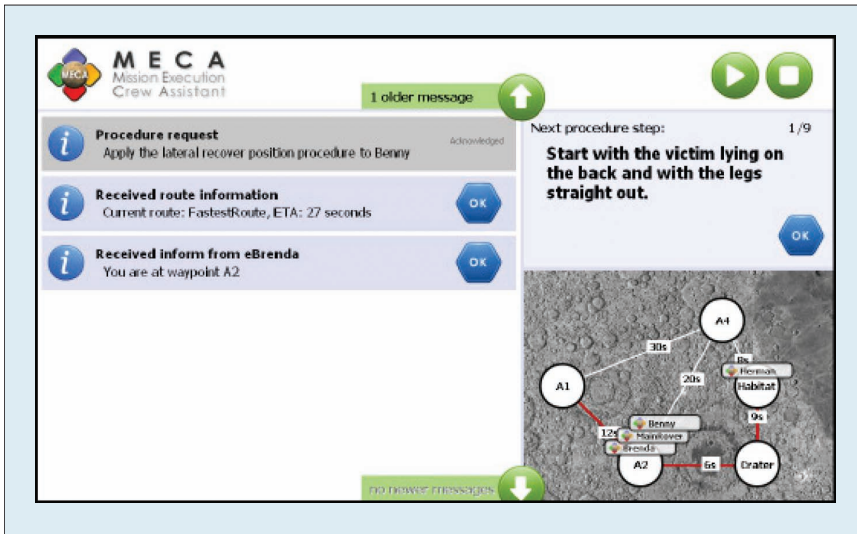 MECA
M E C A
Mission Execution
Crew Assistant
1 older message
Procedure request
Apply the lateral recover position procedure to Benny
Acknowledged
Received route information
Current route: FastestRoute, ETA: 27 seconds
OK
Received inform from eBrenda
You are at waypoint A2
OK
no newer messages
Next procedure step:
1/9
Start with the victim lying on
the back and with the legs
straight out.
OK
A4
30s
8s
Herman
A1
20s
Habitat
Benny
9s
12s
MainRover
Brenda
A2
6s
Crater